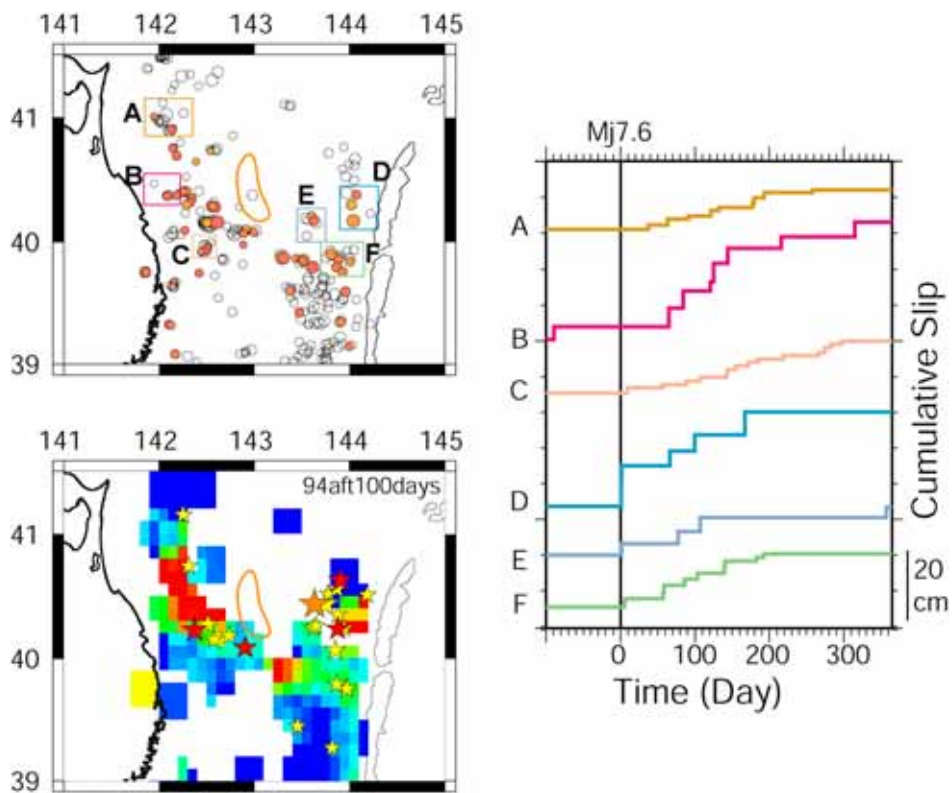 141 142 143 144 145
41
40
39
A
B
C
D
E
F
141 142 143 144 145
94aft100days
41
40
39
Mj7.6
A
B
C
D
E
F
Cumulative Slip
20
cm
0 100 200 300
Time (Day)